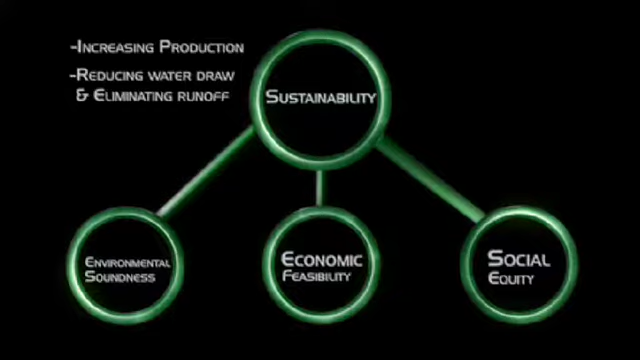 -Increasing Production
-Reducing water draw
& Eliminating runoff
Sustainability
Environmental
Soundness
Economic
Feasibility
Social
Equity